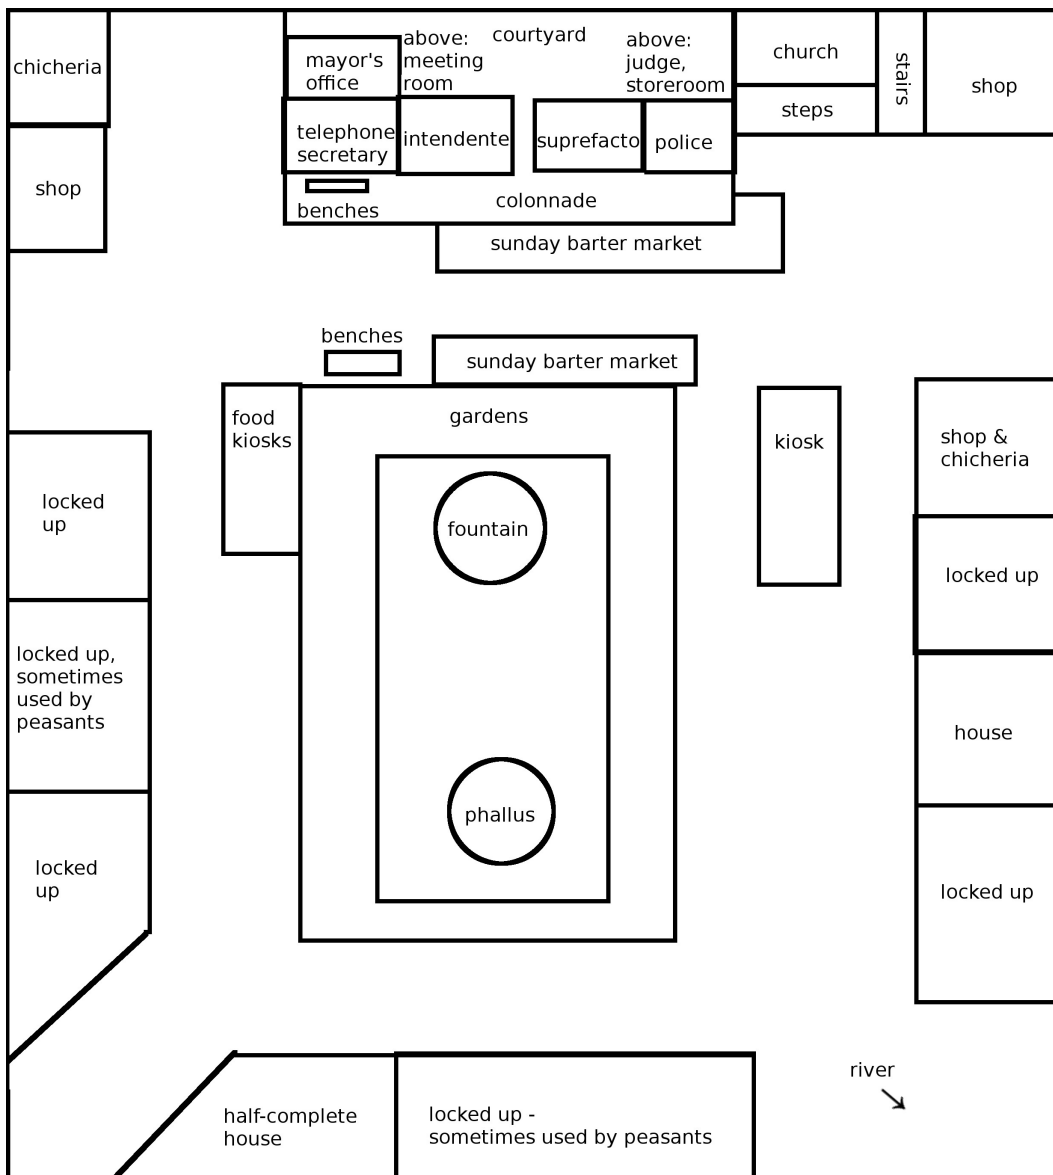 chicheria
shop
mayor's
office
above:
meeting
room
courtyard
above:
judge,
storeroom
telephone
secretary
intendente
suprefacto
police
benches
colonnade
sunday barter market
church
steps
stairs
shop
benches
sunday barter market
food
kiosks
gardens
kiosk
fountain
phallus
shop &
chicheria
locked up
house
locked up
locked
up
locked up,
sometimes
used by
peasants
locked
up
half-complete
house
locked up -
sometimes used by peasants
river